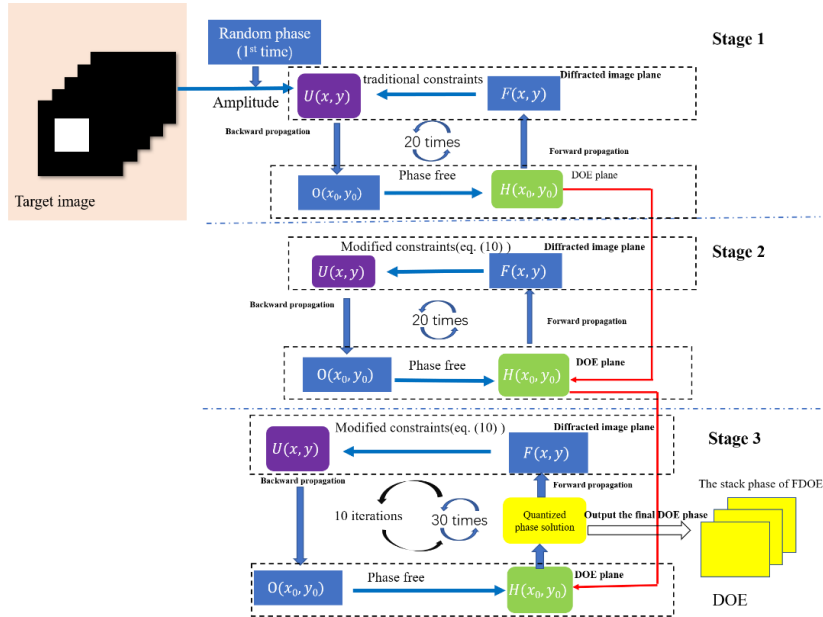 Random phase
(1st time)
Stage 1
traditional constraints
Diffracted image plane
U(x, y)
F(x, y)
Amplitude
Backward propagation
20 times
Forward propagation
Phase free
DOE plane
O(x₀, y₀)
H(x₀, y₀)
Target image
Modified constraints(eq. (10) )
Diffracted image plane
Stage 2
U(x, y)
F(x, y)
Backward propagation
20 times
Forward propagation
DOE plane
Phase free
O(x₀, y₀)
H(x₀, y₀)
Modified constraints(eq. (10) )
Diffracted image plane
Stage 3
U(x, y)
F(x, y)
Backward propagation
Forward propagation
The stack phase of FDOE
10 iterations
30 times
Quantized
phase solution
Output the final DOE phase
Phase free
DOE plane
O(x₀, y₀)
H(x₀, y₀)
DOE